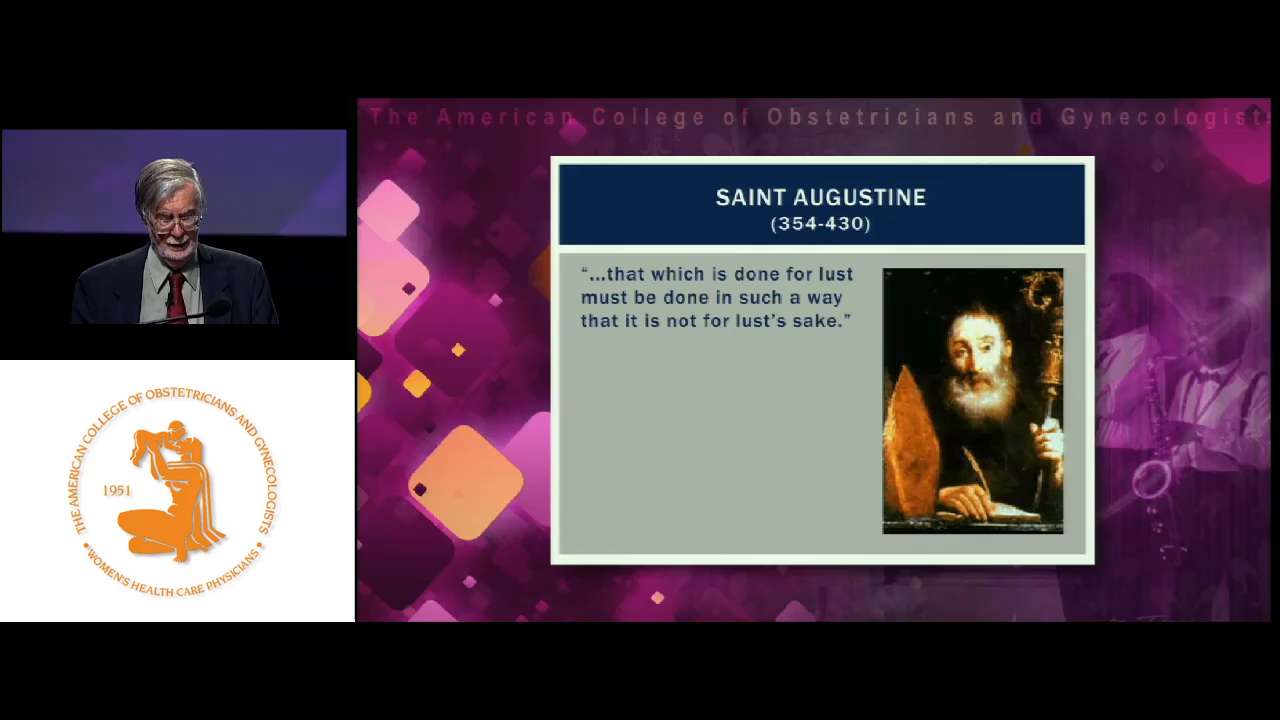 The American College of Obstetricians and Gynecologists
SAINT AUGUSTINE
(354-430)
“...that which is done for lust
must be done in such a way
that it is not for lust’s sake.”
THE AMERICAN COLLEGE OF OBSTETRICIANS AND GYNECOLOGISTS
1951
• WOMEN'S HEALTH CARE PHYSICIANS •